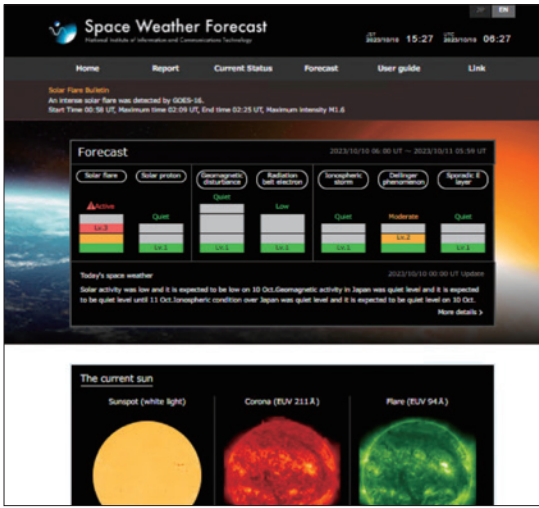 JP EN
Space Weather Forecast
National Institute of Information and Communications Technology
JST 2023/10/10 15:27 UTC 2023/10/10 06:27
Home Report Current Status Forecast User guide Link
Solar Flare Bulletin
An intense solar flare was detected by GOES-16.
Start Time 00:58 UT, Maximum time 02:09 UT, End time 02:25 UT, Maximum intensity M1.6
Forecast 2023/10/10 06:00 UT ~ 2023/10/11 05:59 UT
Solar flare Solar proton Geomagnetic disturbance Radiation belt electron Ionospheric storm Dellinger phenomenon Sporadic E layer
Active Quiet Quiet Low Quiet Moderate Quiet
Lv.3 Lv.1 Lv.1 Lv.1 Lv.1 Lv.2 Lv.1
Today's space weather 2023/10/10 00:00 UT Update
Solar activity was low and it is expected to be low on 10 Oct.Geomagnetic activity in Japan was quiet level and it is expected
to be quiet level until 11 Oct.Ionospheric condition over Japan was quiet level and it is expected to be quiet level on 10 Oct.
More details >
The current sun
Sunspot (white light) Corona (EUV 211Å) Flare (EUV 94Å)